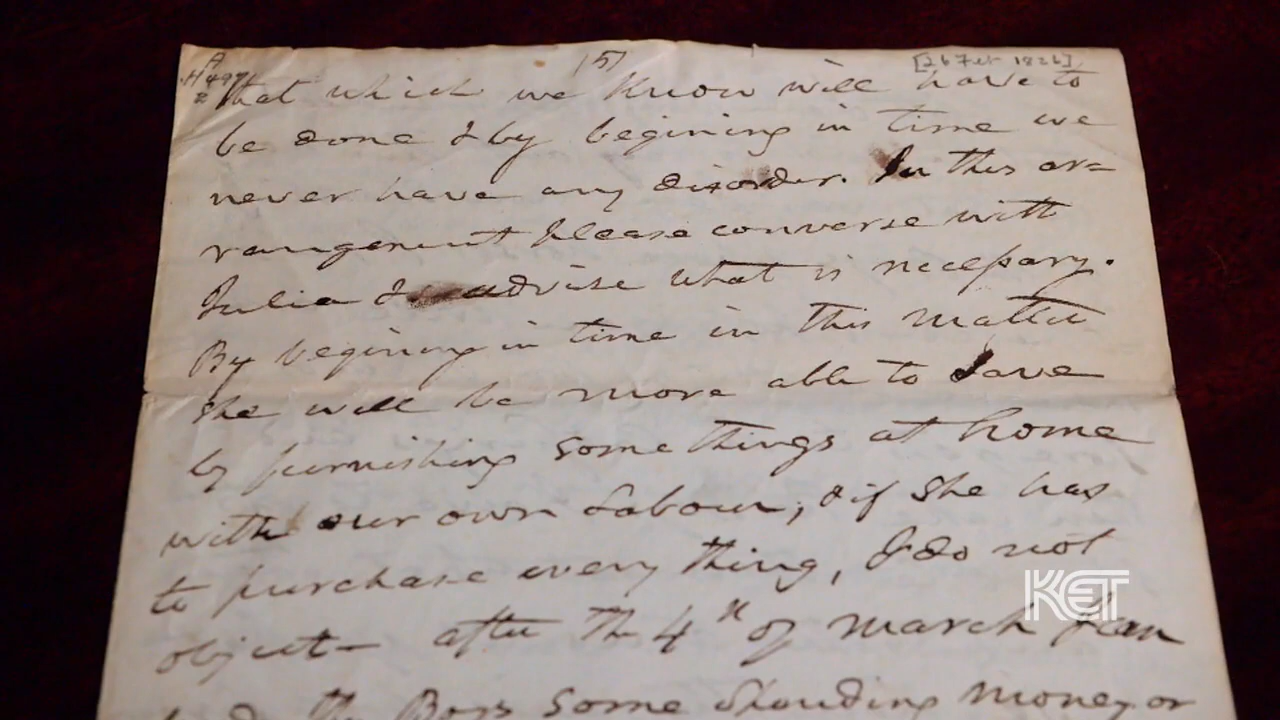 A
H497
2
(5)
[26 Feb 1826]
that which we know will have to
be done & by begining in time we
never have any disorder. In this ar=
rangement Please converse with
Julia & advise what is necessary.
By begining in time in this matter
she will be more able to save
by furnishing some things at home
with our own labour, & if she has
to purchase every thing, I do not
object— after the 4th of march I can
the Boys some Spending money or
KET